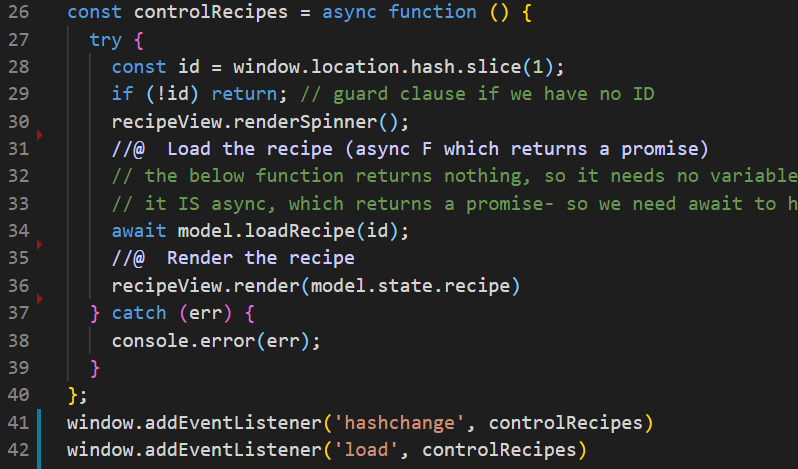 26 const controlRecipes = async function () {
27 try {
28 const id = window.location.hash.slice(1);
29 if (!id) return; // guard clause if we have no ID
30 recipeView.renderSpinner();
31 //@  Load the recipe (async F which returns a promise)
32 // the below function returns nothing, so it needs no variable
33 // it IS async, which returns a promise- so we need await to h
34 await model.loadRecipe(id);
35 //@  Render the recipe
36 recipeView.render(model.state.recipe)
37 } catch (err) {
38 console.error(err);
39 }
40 };
41 window.addEventListener('hashchange', controlRecipes)
42 window.addEventListener('load', controlRecipes)